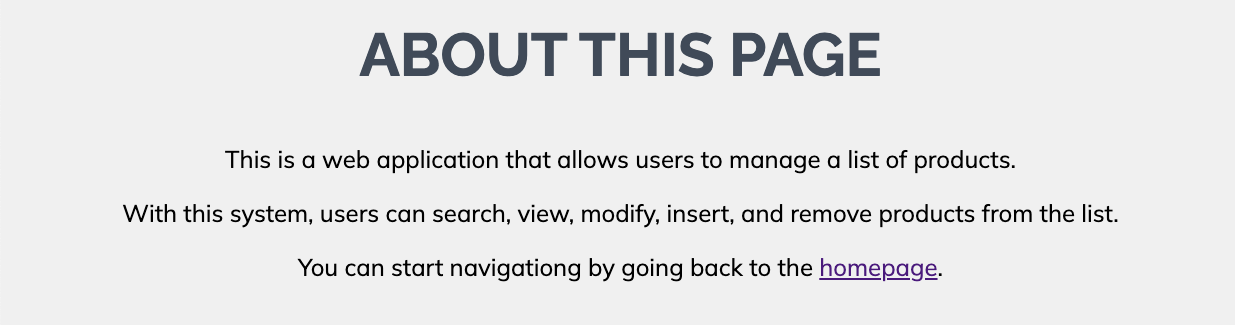 ABOUT THIS PAGE
This is a web application that allows users to manage a list of products.
With this system, users can search, view, modify, insert, and remove products from the list.
You can start navigationg by going back to the homepage.